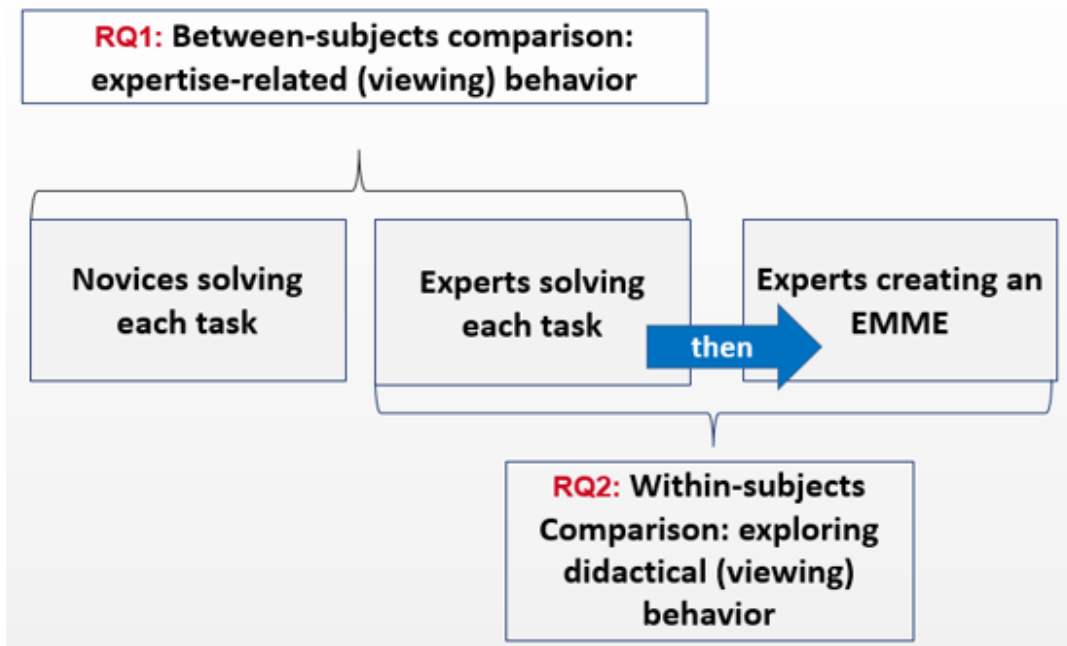 RQ1: Between-subjects comparison:
expertise-related (viewing) behavior
Novices solving
each task
Experts solving
each task
then
Experts creating an
EMME
RQ2: Within-subjects
Comparison: exploring
didactical (viewing)
behavior